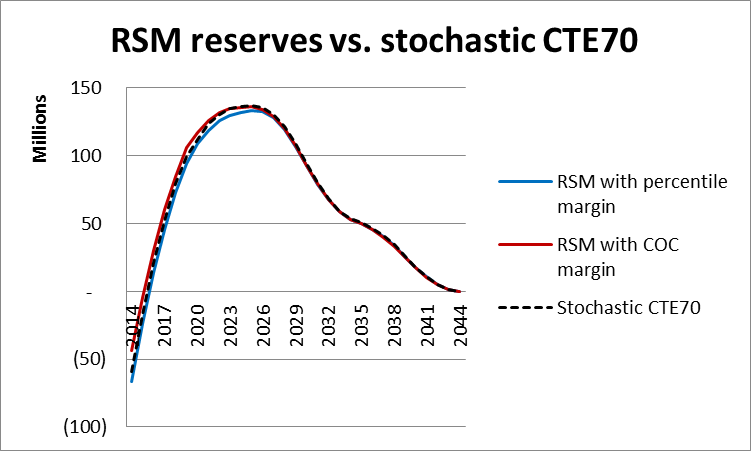 RSM reserves vs. stochastic CTE70
Millions
150
100
50
-
(50)
(100)
2014
2017
2020
2023
2026
2029
2032
2035
2038
2041
2044
RSM with percentile
margin
RSM with COC
margin
Stochastic CTE70